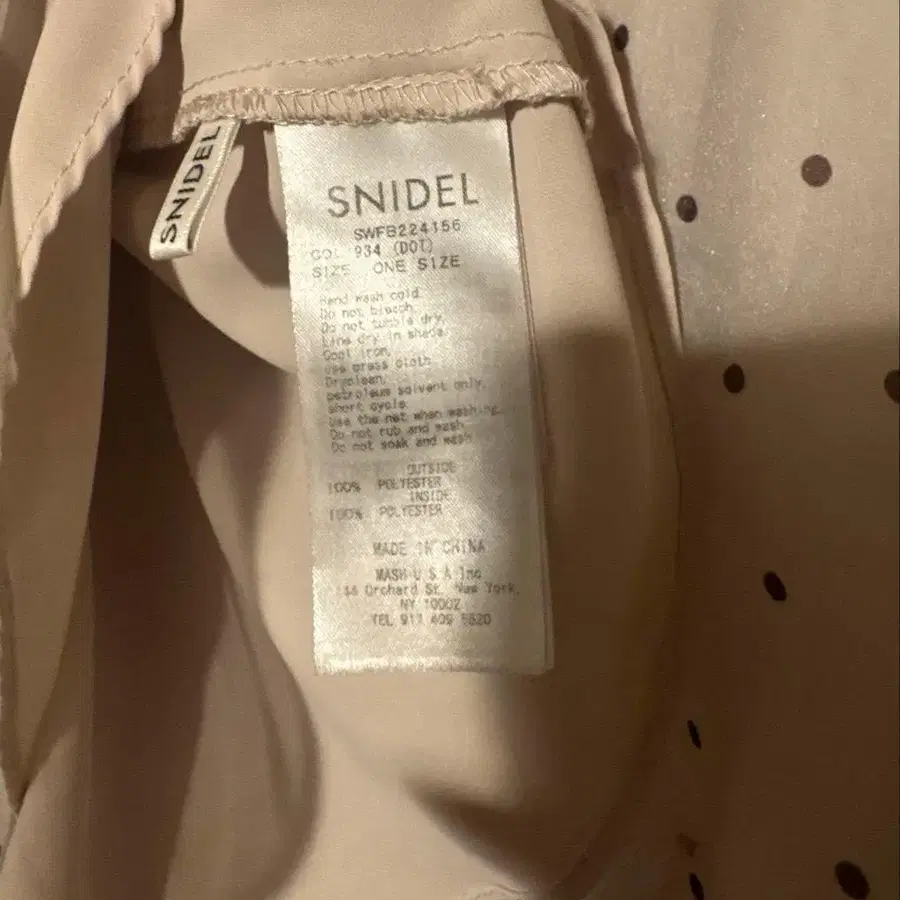 SNIDEL
SNIDEL
SWFB224156
COL 934 (DOT)
SIZE ONE SIZE
Hand wash cold.
Do not bleach.
Do not tumble dry.
Line dry in shade.
Cool iron.
Use press cloth.
Dryclean,
petroleum solvent only,
short cycle.
Use the net when washing.
Do not rub and wash.
Do not soak and wash.
OUTSIDE
100% POLYESTER
INSIDE
100% POLYESTER
MADE IN CHINA
MASH U S A Inc
Orchard St. New York,
NY 10002
TEL 917 409